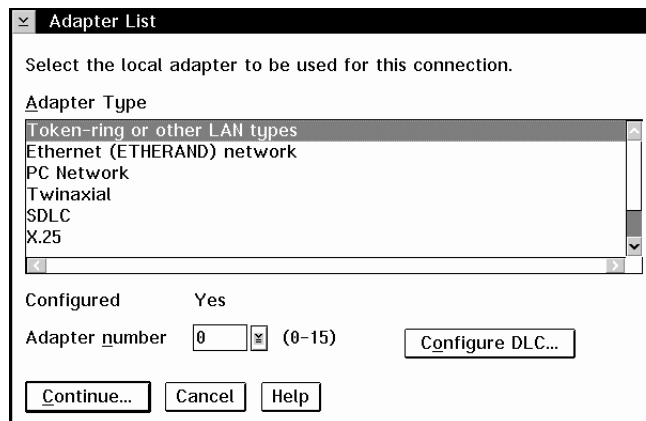 Adapter List
Select the local adapter to be used for this connection.
Adapter Type
Token-ring or other LAN types
Ethernet (ETHERAND) network
PC Network
Twinaxial
SDLC
X.25
Configured Yes
Adapter number 0 (0-15) Configure DLC...
Continue... Cancel Help